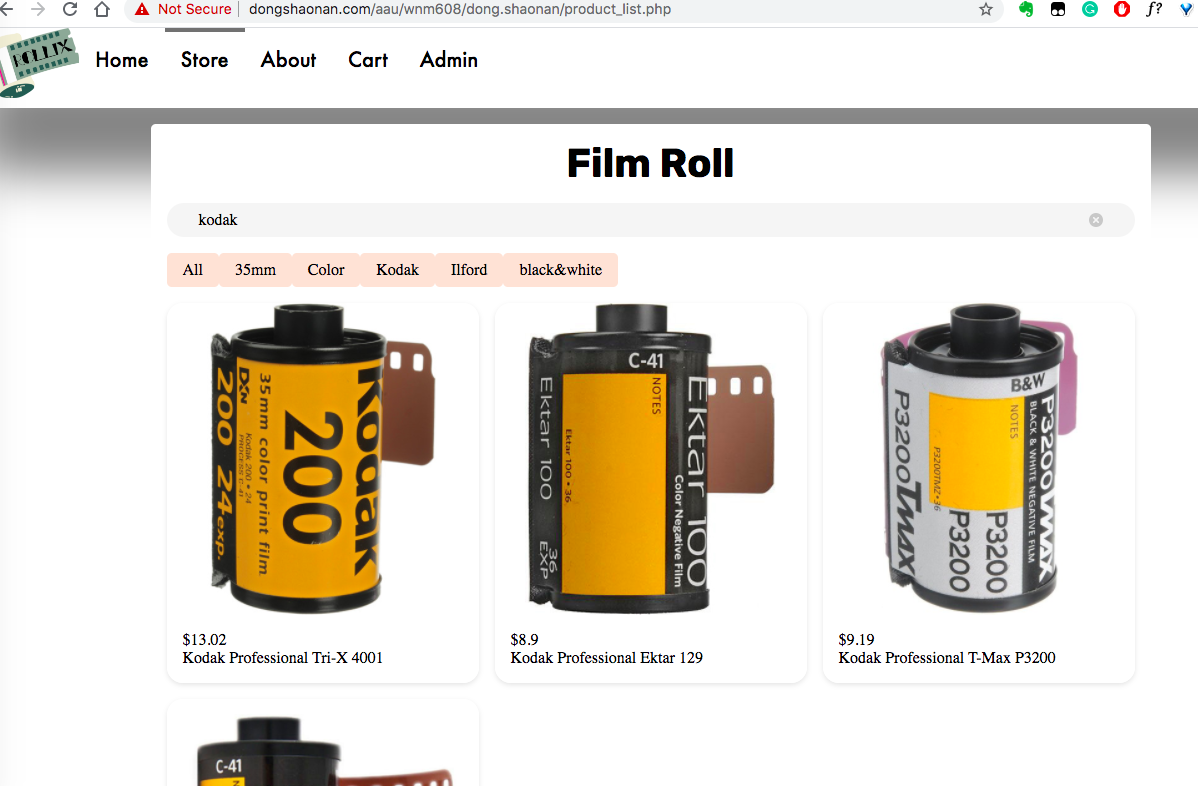 Not Secure | dongshaonan.com/aau/wnm608/dong.shaonan/product_list.php
f?
ROLLIX
Home Store About Cart Admin
Film Roll
kodak
All 35mm Color Kodak Ilford black&white
200 24exp.
DXN
Kodak 200 • 24
PROCESS C-41
35mm color print film
200
Kodak
C-41
Ektar 100
36 EXP
NOTES
Ektar 100 • 36
Color Negative Film
Ektar 100
B&W
P3200 TMAX
NOTES
P3200TMZ • 36
P3200
P3200
BLACK & WHITE NEGATIVE FILM
P3200 TMAX
$13.02
Kodak Professional Tri-X 4001
$8.9
Kodak Professional Ektar 129
$9.19
Kodak Professional T-Max P3200
C-41